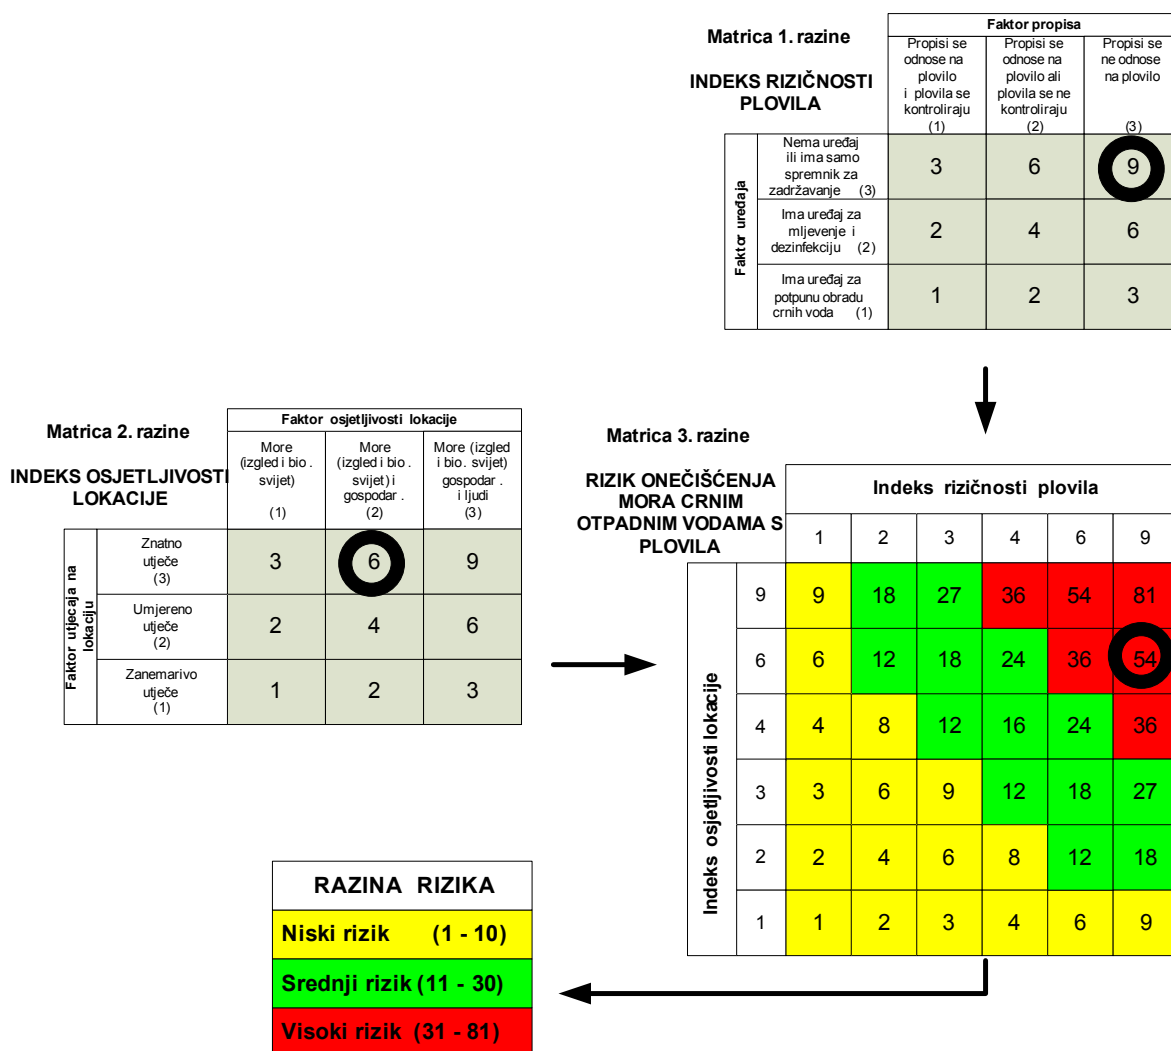 Matrica 1. razine
INDEKS RIZIČNOSTI
PLOVILA
Faktor propisa
Propisi se
odnose na
plovilo
i plovila se
kontroliraju
(1)
Propisi se
odnose na
plovilo ali
plovila se ne
kontroliraju
(2)
Propisi se
ne odnose
na plovilo
(3)
Faktor uređaja
Nema uređaj
ili ima samo
spremnik za
zadržavanje (3)
3 6 9
Ima uređaj za
mljevenje i
dezinfekciju (2)
2 4 6
Ima uređaj za
potpunu obradu
crnih voda (1)
1 2 3
Matrica 2. razine
INDEKS OSJETLJIVOSTI
LOKACIJE
Faktor osjetljivosti lokacije
More
(izgled i bio.
svijet)
(1)
More
(izgled i bio.
svijet) i
gospodar.
(2)
More (izgled
i bio. svijet)
gospodar.
i ljudi
(3)
Faktor utjecaja na
lokaciju
Znatno
utječe
(3)
3 6 9
Umjereno
utječe
(2)
2 4 6
Zanemarivo
utječe
(1)
1 2 3
Matrica 3. razine
RIZIK ONEČIŠĆENJA
MORA CRNIM
OTPADNIM VODAMA S
PLOVILA
Indeks rizičnosti plovila
1 2 3 4 6 9
Indeks osjetljivosti lokacije
9 9 18 27 36 54 81
6 6 12 18 24 36 54
4 4 8 12 16 24 36
3 3 6 9 12 18 27
2 2 4 6 8 12 18
1 1 2 3 4 6 9
RAZINA RIZIKA
Niski rizik (1 - 10)
Srednji rizik (11 - 30)
Visoki rizik (31 - 81)